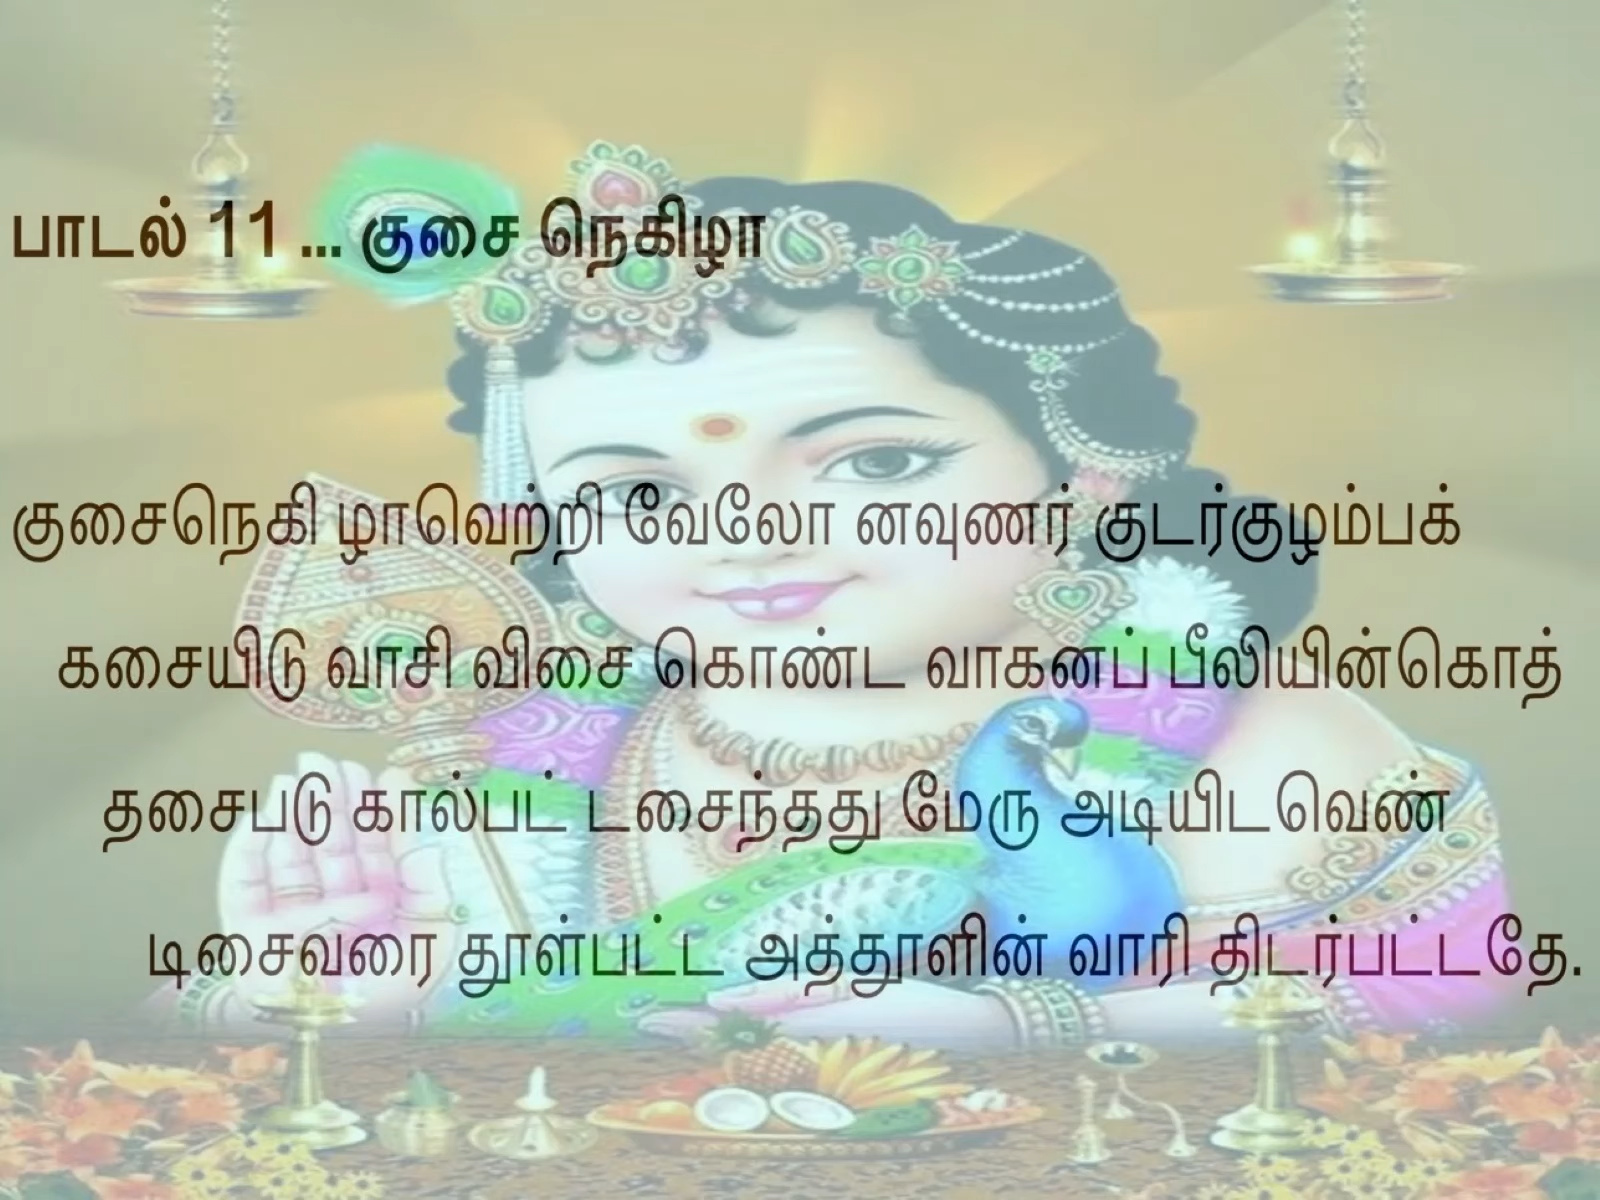 பாடல் 11 ... குசை நெகிழா
குசைநெகி ழாவெற்றி வேலோ னவுணர் குடர்குழம்பக்
கசையிடு வாசி விசை கொண்ட வாகனப் பீலியின்கொத்
தசைபடு கால்பட் டசைந்தது மேரு அடியிடவெண்
டிசைவரை தூள்பட்ட அத்தூளின் வாரி திடர்பட்டதே.